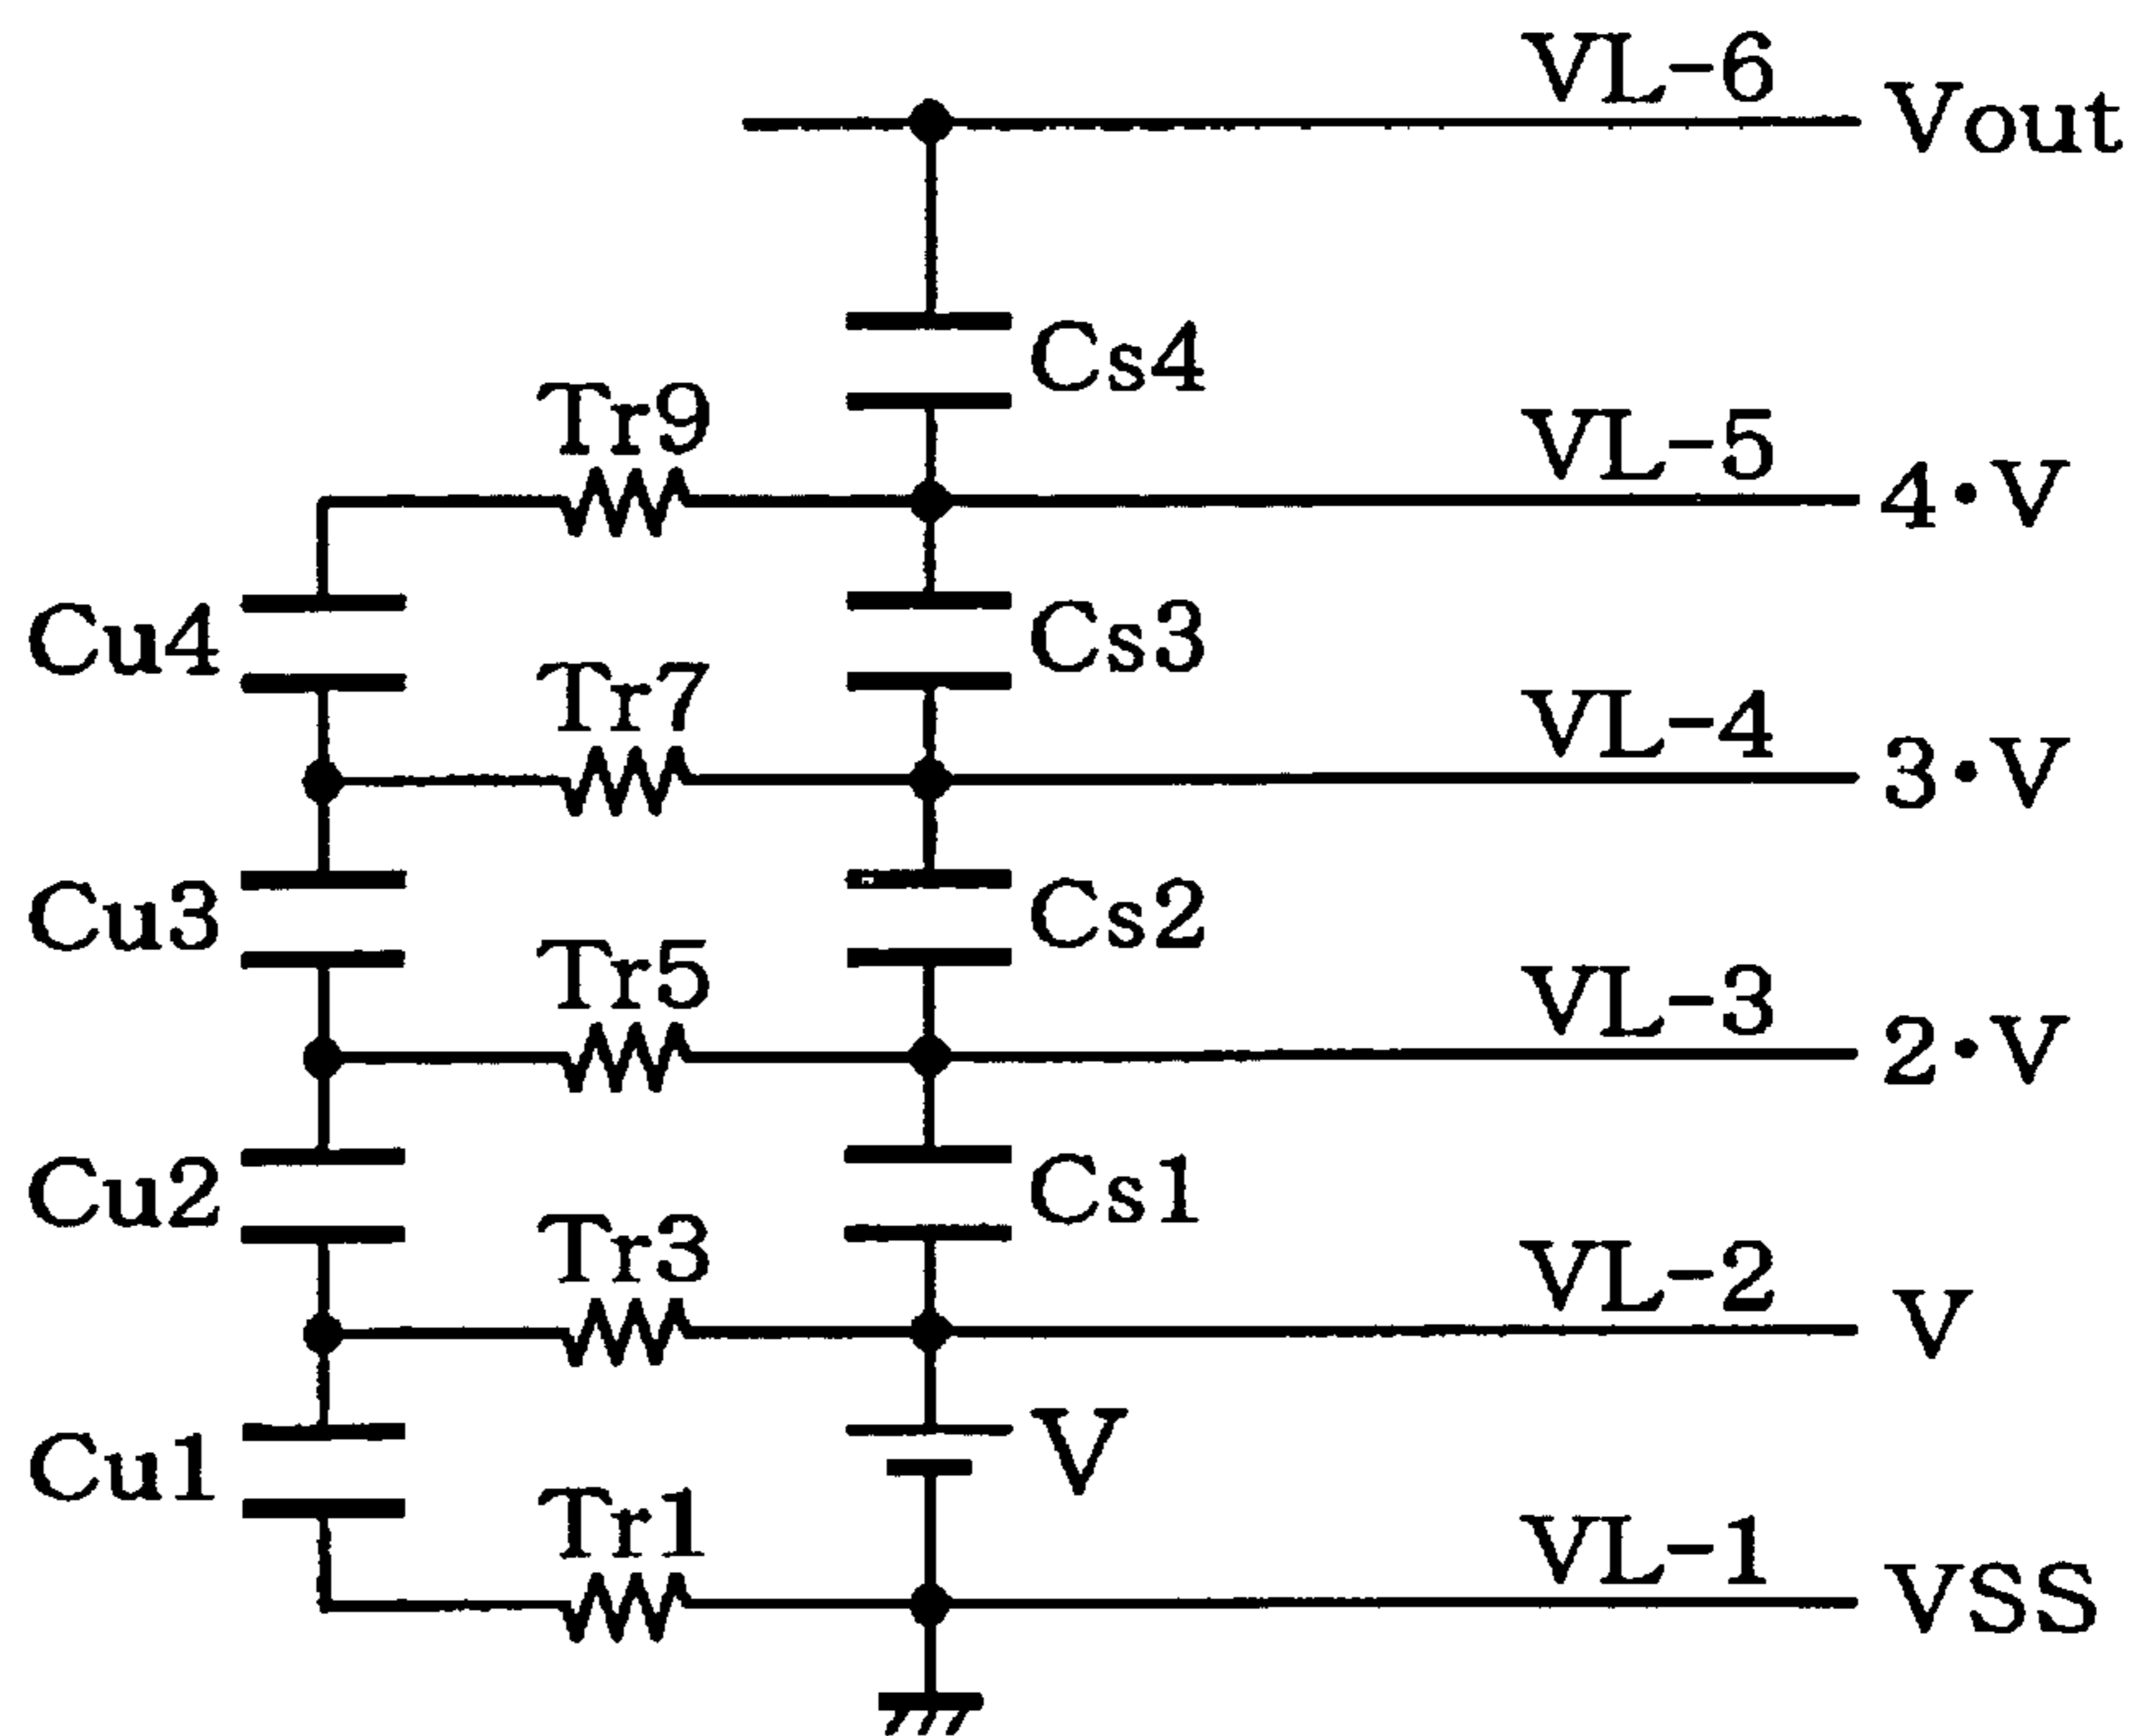 VL-6
Vout
Cs4
Tr9
VL-5
4·V
Cu4
Cs3
Tr7
VL-4
3·V
Cu3
Cs2
Tr5
VL-3
2·V
Cu2
Cs1
Tr3
VL-2
V
Cu1
V
Tr1
VL-1
VSS